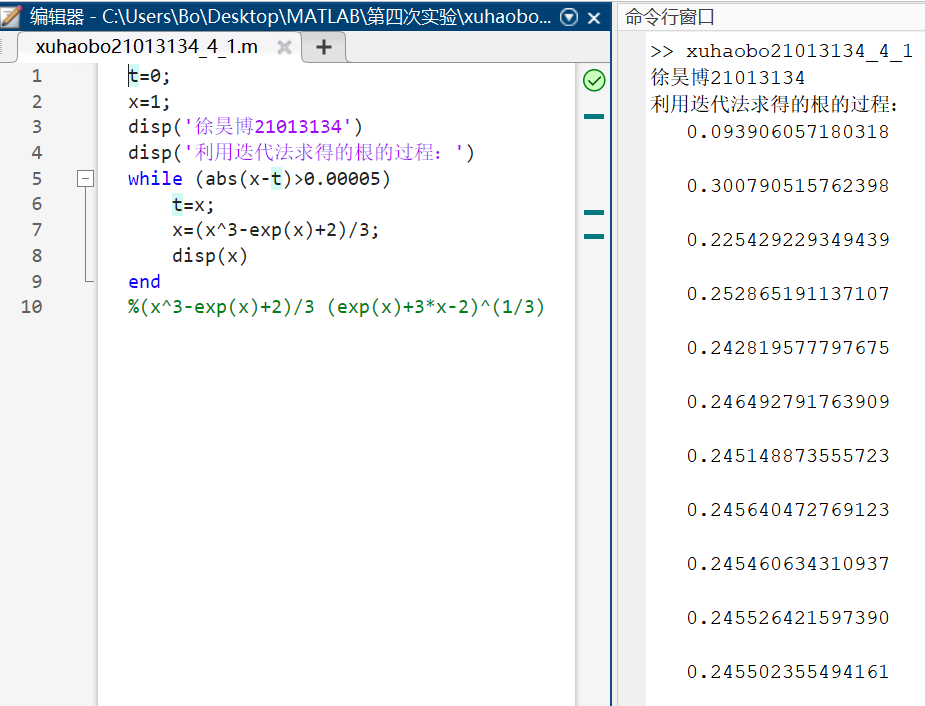 编辑器 - C:\Users\Bo\Desktop\MATLAB\第四次实验\xuhaobo...
xuhaobo21013134_4_1.m
1 t=0;
2 x=1;
3 disp('徐昊博21013134')
4 disp('利用迭代法求得的根的过程：')
5 while (abs(x-t)>0.00005)
6 t=x;
7 x=(x^3-exp(x)+2)/3;
8 disp(x)
9 end
10 %(x^3-exp(x)+2)/3 (exp(x)+3*x-2)^(1/3)
命令行窗口
>> xuhaobo21013134_4_1
徐昊博21013134
利用迭代法求得的根的过程：
0.093906057180318
0.300790515762398
0.225429229349439
0.252865191137107
0.242819577797675
0.246492791763909
0.245148873555723
0.245640472769123
0.245460634310937
0.245526421597390
0.245502355494161